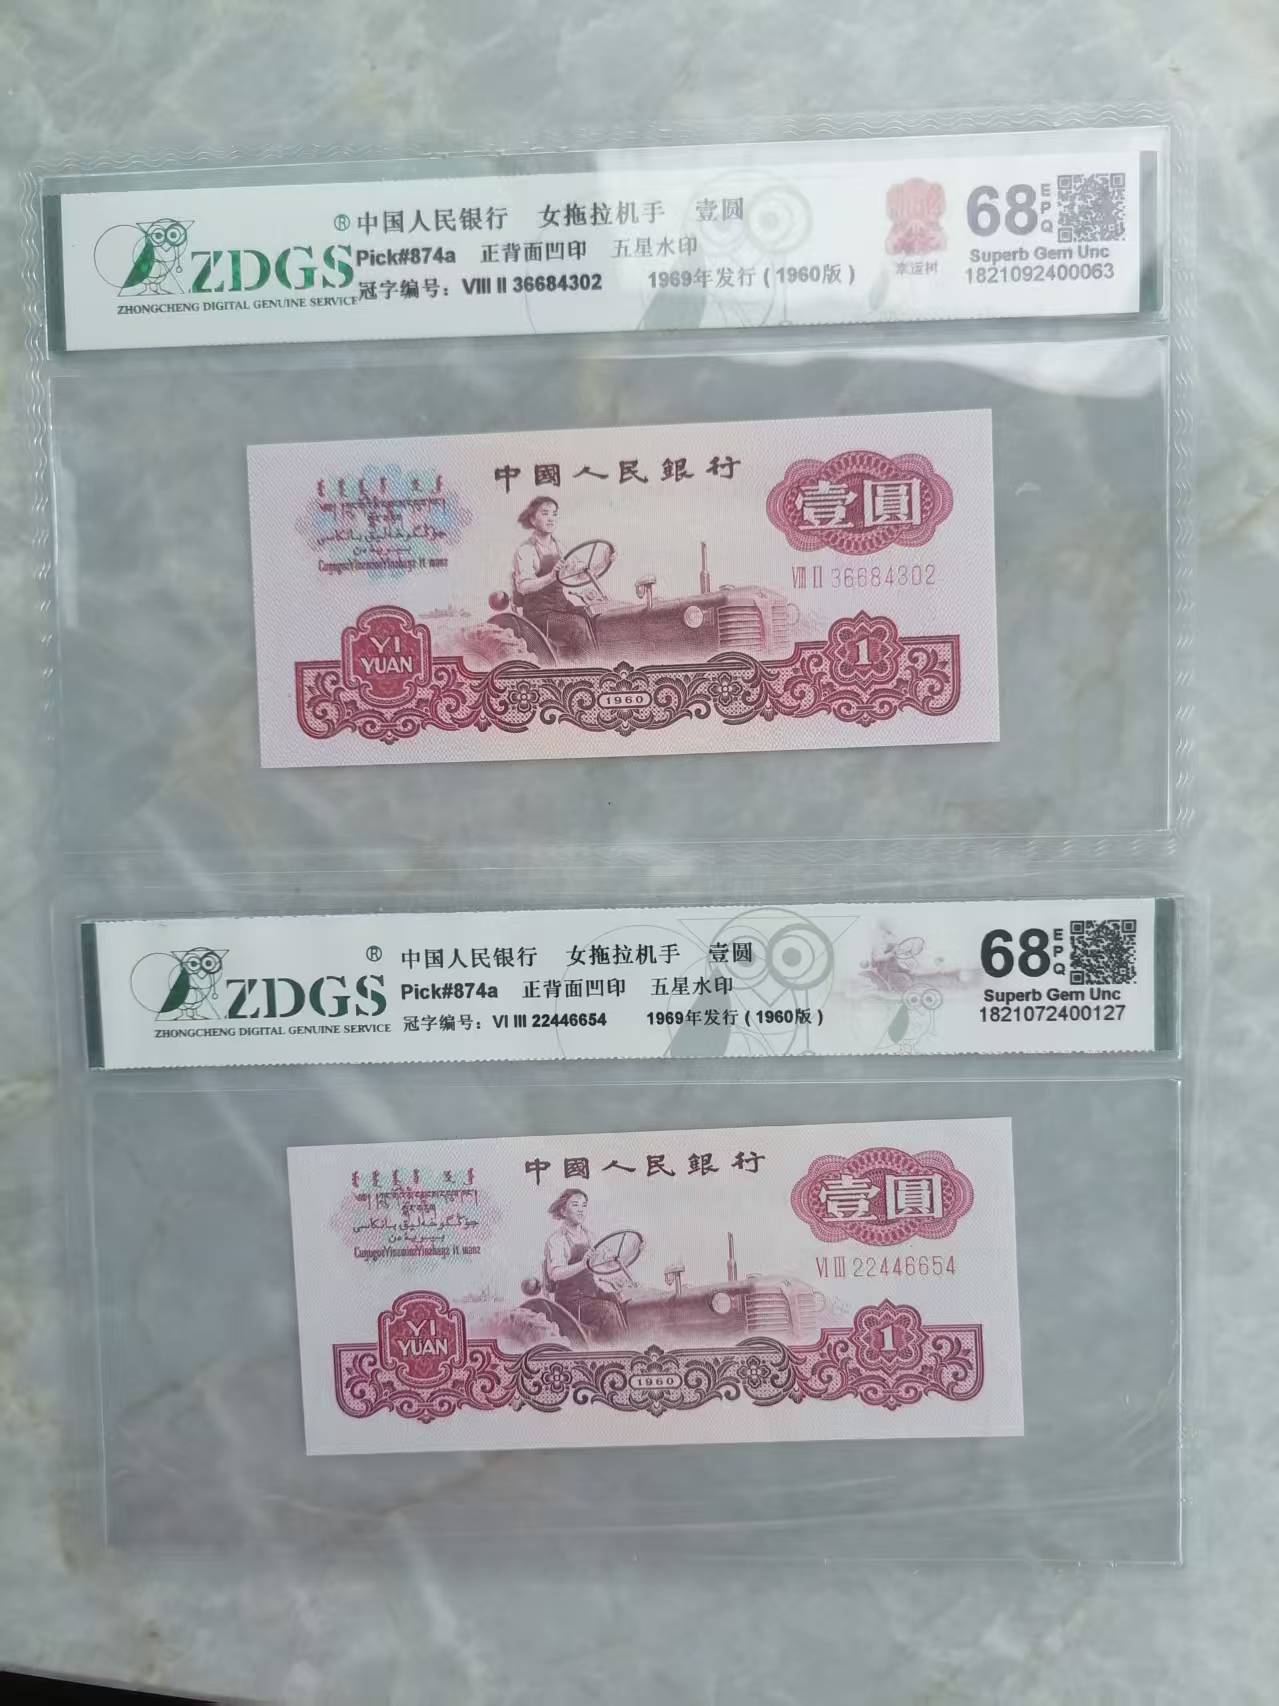 ® 中国人民银行 女拖拉机手 壹圆
ZDGS Pick#874a 正背面凹印 五星水印
ZHONGCHENG DIGITAL GENUINE SERVICE 冠字编号：VIII II 36684302 1969年发行 ( 1960版 )
幸运树
68 EPQ
Superb Gem Unc
1821092400063
中國人民銀行
壹圓
VIII II 36684302
YI
YUAN
1960
1
® 中国人民银行 女拖拉机手 壹圆
ZDGS Pick#874a 正背面凹印 五星水印
ZHONGCHENG DIGITAL GENUINE SERVICE 冠字编号：VI III 22446654 1969年发行 ( 1960版 )
68 EPQ
Superb Gem Unc
1821072400127
中國人民銀行
壹圓
VI III 22446654
YI
YUAN
1960
1